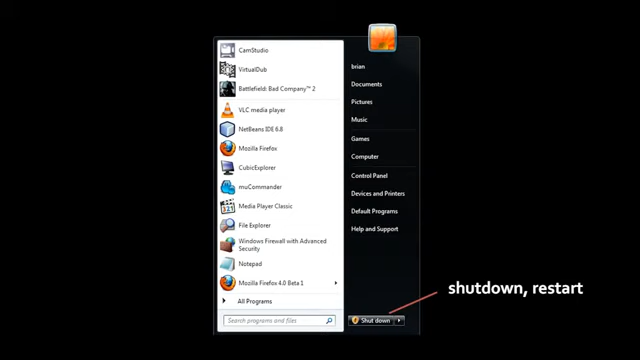 CamStudio
VirtualDub
Battlefield: Bad Company™ 2
VLC media player
NetBeans IDE 6.8
Mozilla Firefox
CubicExplorer
muCommander
Media Player Classic
File Explorer
Windows Firewall with Advanced
Security
Notepad
Mozilla Firefox 4.0 Beta 1
All Programs
Search programs and files
brian
Documents
Pictures
Music
Games
Computer
Control Panel
Devices and Printers
Default Programs
Help and Support
Shut down
shutdown, restart